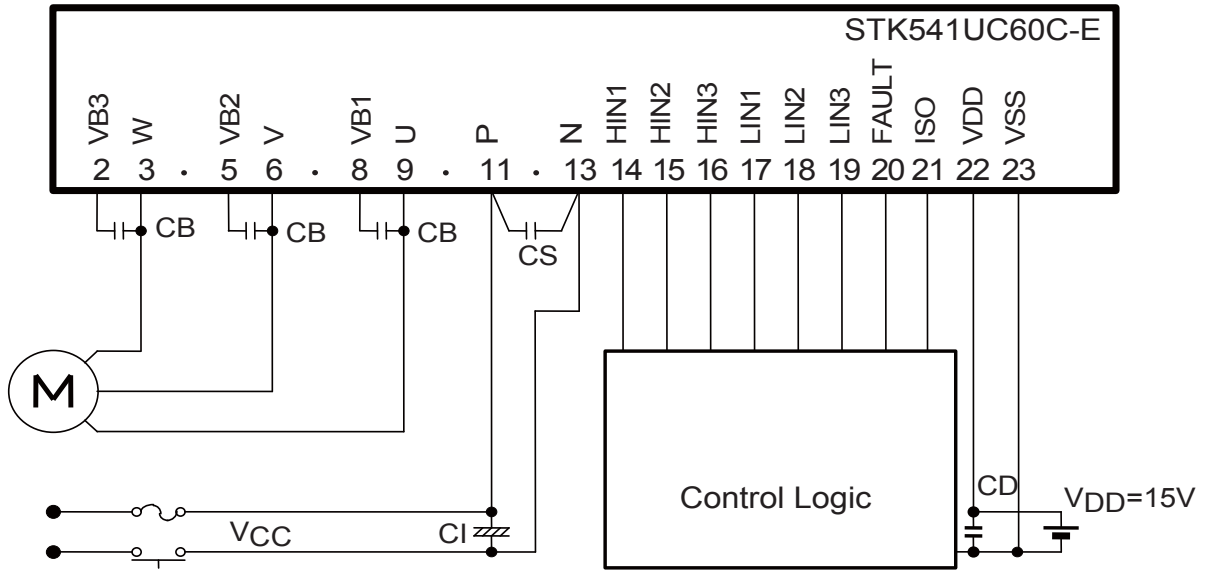 STK541UC60C-E
VB3 W VB2 V VB1 U P N HIN1 HIN2 HIN3 LIN1 LIN2 LIN3 FAULT ISO VDD VSS
2 3 . 5 6 . 8 9 . 11 . 13 14 15 16 17 18 19 20 21 22 23
CB CB CB
CS
M
Control Logic
CD
VDD=15V
VCC
CI